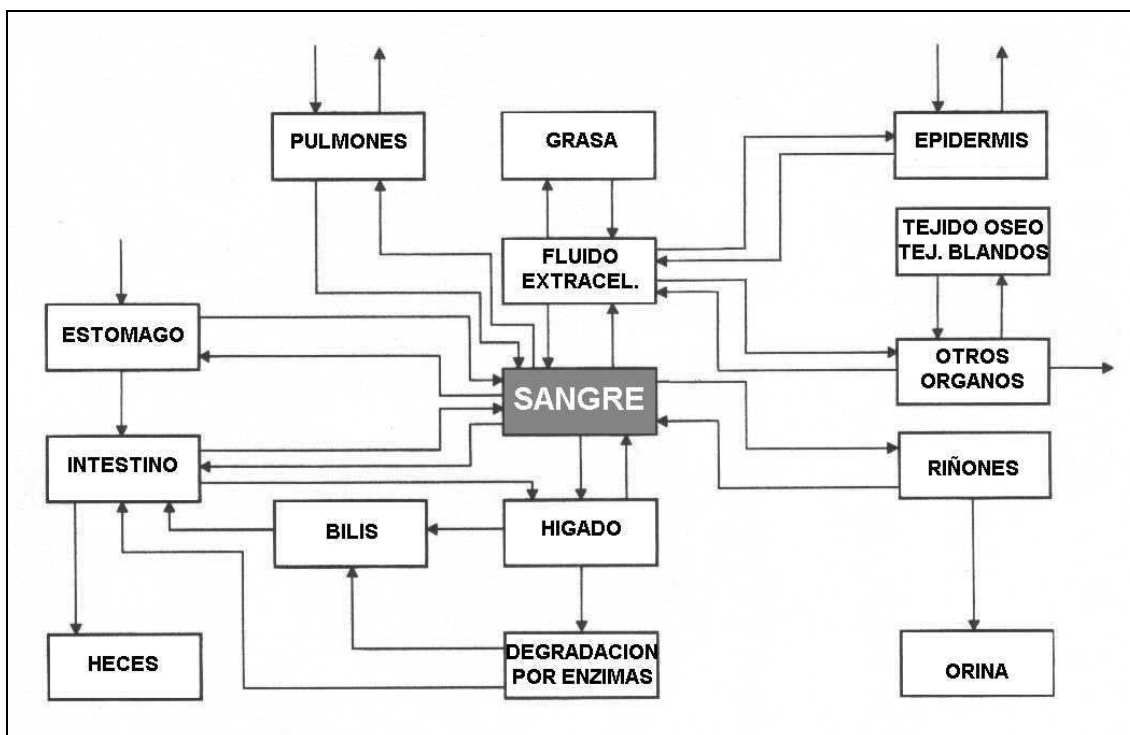 PULMONES
GRASA
EPIDERMIS
FLUIDO
EXTRACEL.
TEJIDO OSEO
TEJ. BLANDOS
ESTOMAGO
OTROS
ORGANOS
SANGRE
INTESTINO
RIÑONES
BILIS
HIGADO
HECES
DEGRADACION
POR ENZIMAS
ORINA